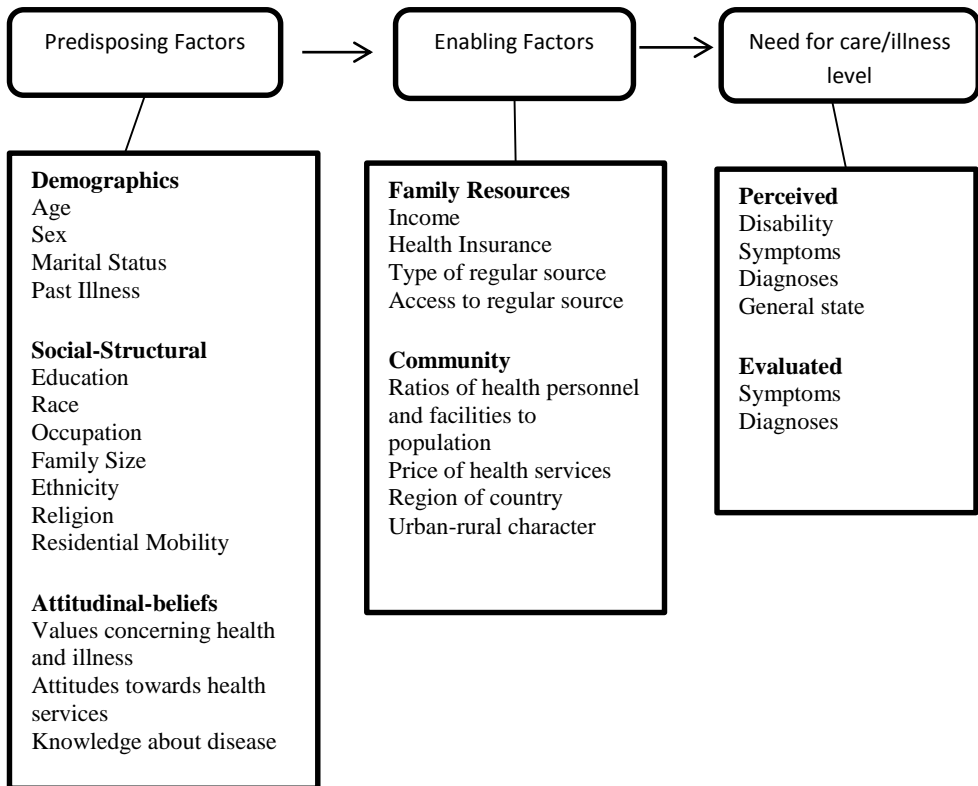 Predisposing Factors
Enabling Factors
Need for care/illness
level
Demographics
Age
Sex
Marital Status
Past Illness
Social-Structural
Education
Race
Occupation
Family Size
Ethnicity
Religion
Residential Mobility
Attitudinal-beliefs
Values concerning health
and illness
Attitudes towards health
services
Knowledge about disease
Family Resources
Income
Health Insurance
Type of regular source
Access to regular source
Community
Ratios of health personnel
and facilities to
population
Price of health services
Region of country
Urban-rural character
Perceived
Disability
Symptoms
Diagnoses
General state
Evaluated
Symptoms
Diagnoses